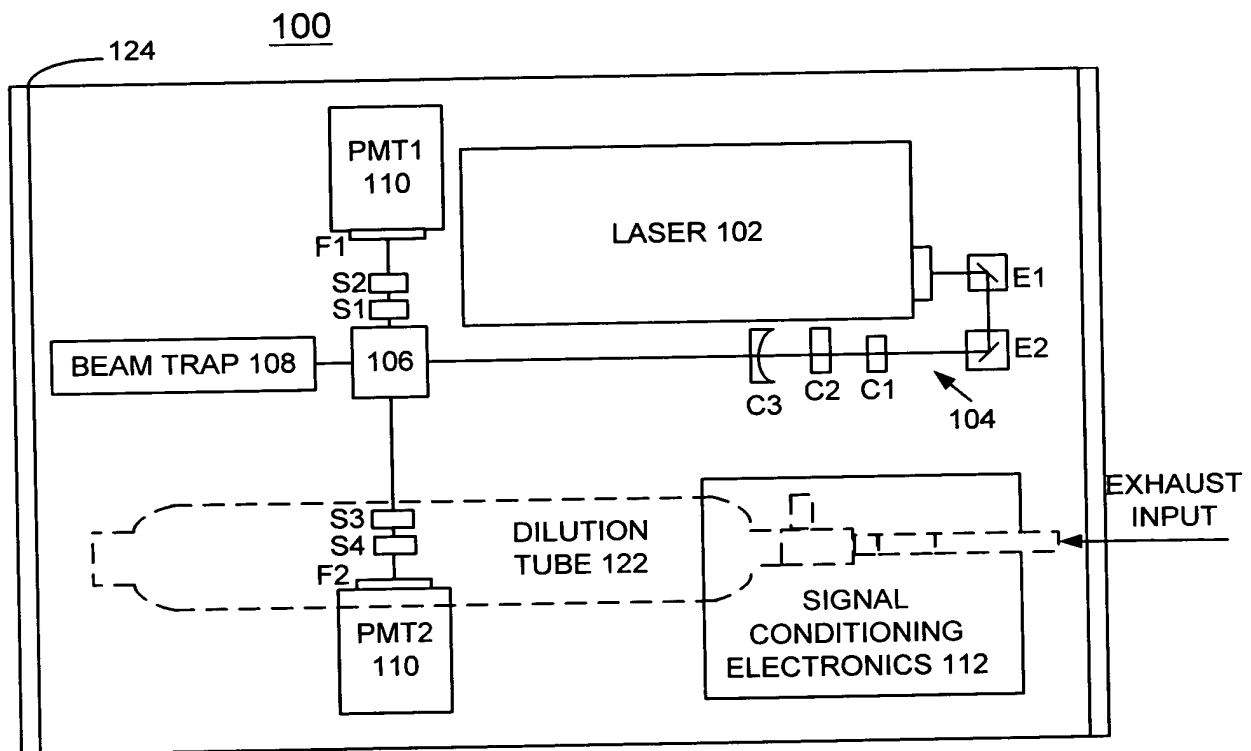 100
124
PMT1
110
LASER 102
F1
S2
S1
E1
E2
BEAM TRAP 108
106
C3
C2
C1
104
EXHAUST
INPUT
S3
S4
DILUTION
TUBE 122
F2
PMT2
110
SIGNAL
CONDITIONING
ELECTRONICS 112